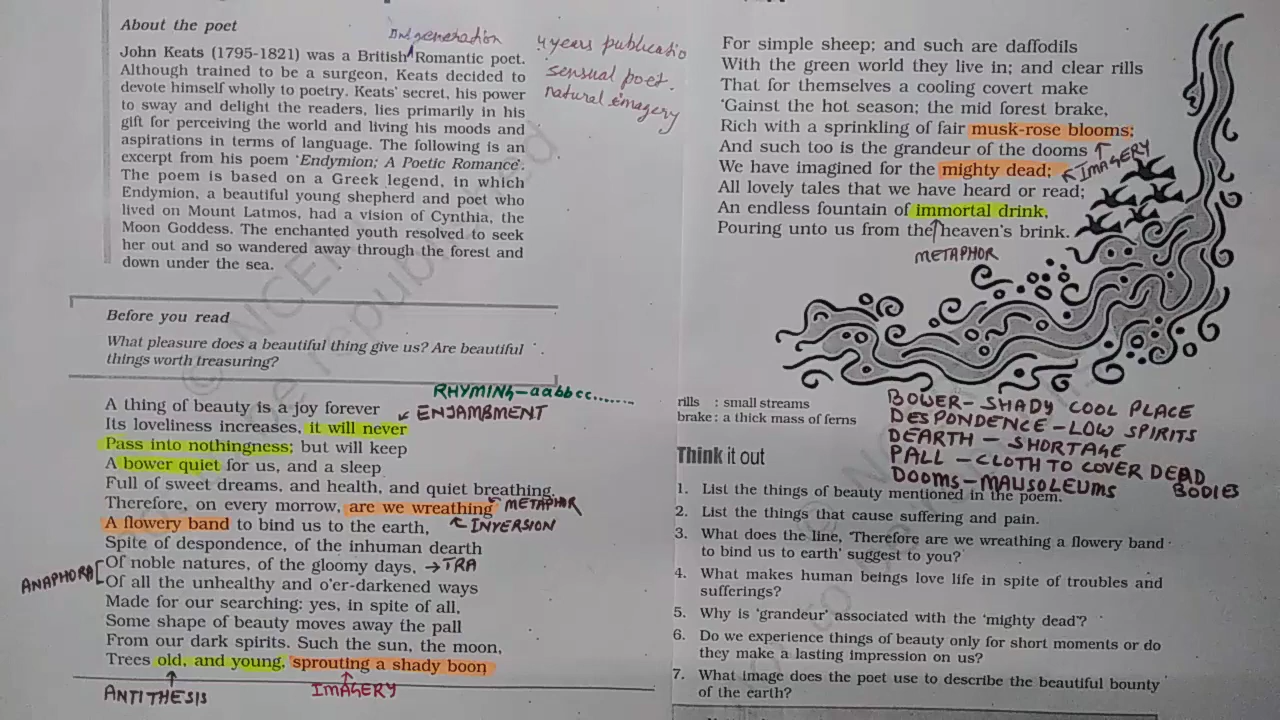 About the poet
IInd generation
John Keats (1795-1821) was a British Romantic poet.
Although trained to be a surgeon, Keats decided to
devote himself wholly to poetry. Keats' secret, his power
to sway and delight the readers, lies primarily in his
gift for perceiving the world and living his moods and
aspirations in terms of language. The following is an
excerpt from his poem 'Endymion; A Poetic Romance'.
The poem is based on a Greek legend, in which
Endymion, a beautiful young shepherd and poet who
lived on Mount Latmos, had a vision of Cynthia, the
Moon Goddess. The enchanted youth resolved to seek
her out and so wandered away through the forest and
down under the sea.
4 years publicatio
sensual poet.
natural imagery
Before you read
What pleasure does a beautiful thing give us? Are beautiful
things worth treasuring?
RHYMING - aabbcc.......
A thing of beauty is a joy forever
ENJAMBMENT
Its loveliness increases, it will never
Pass into nothingness; but will keep
A bower quiet for us, and a sleep
Full of sweet dreams, and health, and quiet breathing.
Therefore, on every morrow, are we wreathing METAPHOR
A flowery band to bind us to the earth, INVERSION
Spite of despondence, of the inhuman dearth
Of noble natures, of the gloomy days, → TRA
ANAPHORA
Of all the unhealthy and o'er-darkened ways
Made for our searching: yes, in spite of all,
Some shape of beauty moves away the pall
From our dark spirits. Such the sun, the moon,
Trees old, and young, sprouting a shady boon
ANTITHESIS
IMAGERY
For simple sheep; and such are daffodils
With the green world they live in; and clear rills
That for themselves a cooling covert make
'Gainst the hot season; the mid forest brake,
Rich with a sprinkling of fair musk-rose blooms;
And such too is the grandeur of the dooms
We have imagined for the mighty dead; IMAGERY
All lovely tales that we have heard or read;
An endless fountain of immortal drink,
Pouring unto us from the heaven's brink.
METAPHOR
rills : small streams
brake : a thick mass of ferns
BOWER - SHADY COOL PLACE
DESPONDENCE - LOW SPIRITS
DEARTH - SHORTAGE
PALL - CLOTH TO COVER DEAD
BODIES
DOOMS - MAUSOLEUMS
Think it out
1. List the things of beauty mentioned in the poem.
2. List the things that cause suffering and pain.
3. What does the line, 'Therefore are we wreathing a flowery band
to bind us to earth' suggest to you?
4. What makes human beings love life in spite of troubles and
sufferings?
5. Why is 'grandeur' associated with the 'mighty dead'?
6. Do we experience things of beauty only for short moments or do
they make a lasting impression on us?
7. What image does the poet use to describe the beautiful bounty
of the earth?